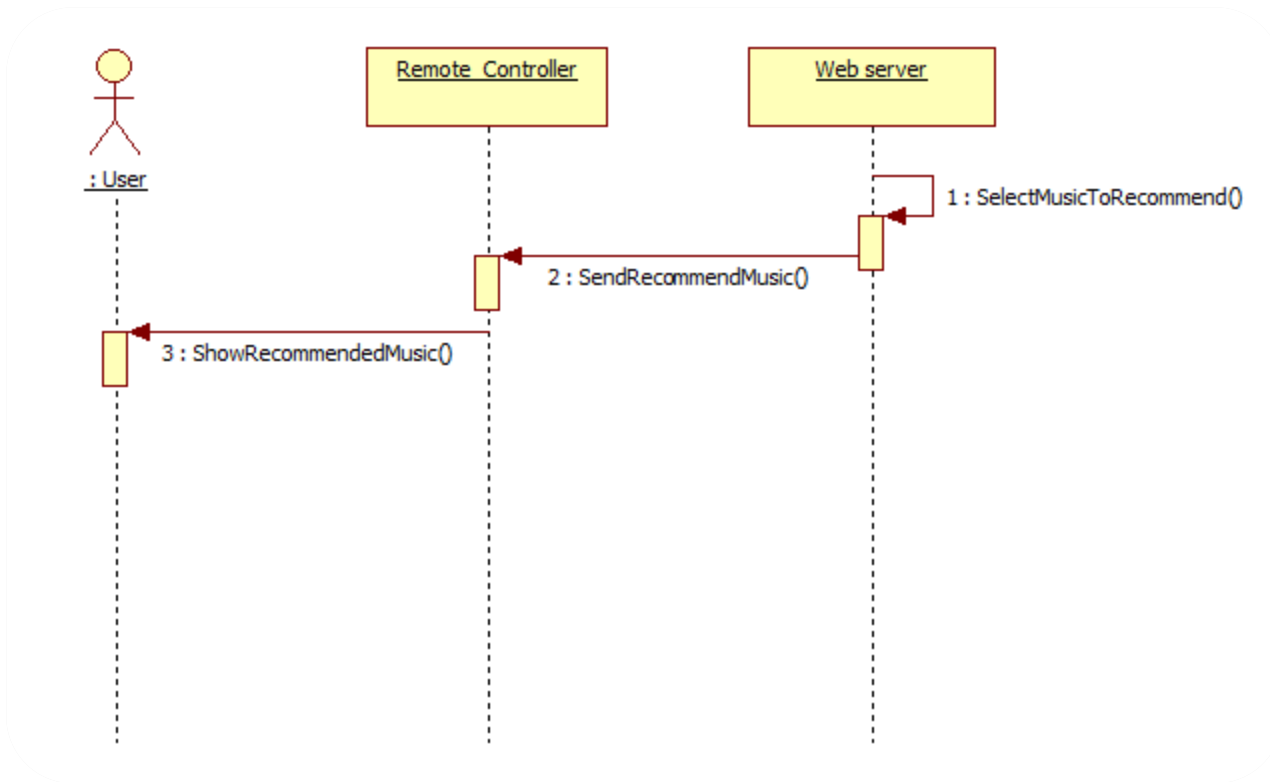 Remote_Controller
Web server
: User
1 : SelectMusicToRecommend()
2 : SendRecommendMusic()
3 : ShowRecommendedMusic()